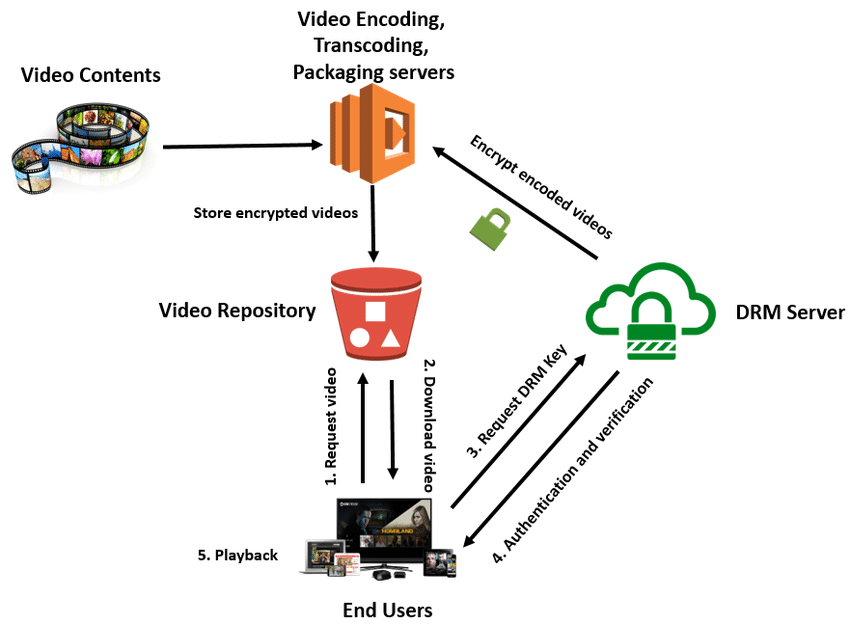 Video Encoding,
Transcoding,
Packaging servers
Video Contents
Encrypt encoded videos
Store encrypted videos
Video Repository
DRM Server
1. Request video
2. Download video
3. Request DRM Key
4. Authentication and verification
HOMELAND
5. Playback
End Users